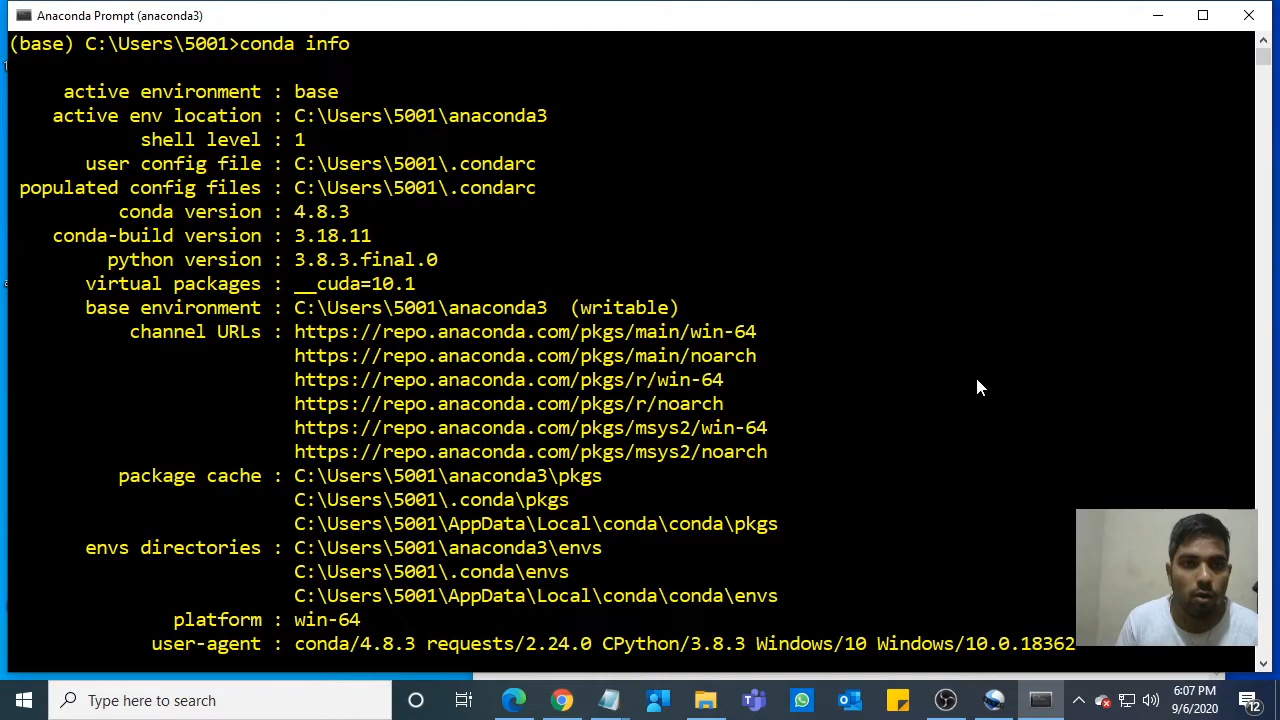 Anaconda Prompt (anaconda3)
(base) C:\Users\5001>conda info
active environment : base
active env location : C:\Users\5001\anaconda3
shell level : 1
user config file : C:\Users\5001\.condarc
populated config files : C:\Users\5001\.condarc
conda version : 4.8.3
conda-build version : 3.18.11
python version : 3.8.3.final.0
virtual packages : __cuda=10.1
base environment : C:\Users\5001\anaconda3  (writable)
channel URLs : https://repo.anaconda.com/pkgs/main/win-64
https://repo.anaconda.com/pkgs/main/noarch
https://repo.anaconda.com/pkgs/r/win-64
https://repo.anaconda.com/pkgs/r/noarch
https://repo.anaconda.com/pkgs/msys2/win-64
https://repo.anaconda.com/pkgs/msys2/noarch
package cache : C:\Users\5001\anaconda3\pkgs
C:\Users\5001\.conda\pkgs
C:\Users\5001\AppData\Local\conda\conda\pkgs
envs directories : C:\Users\5001\anaconda3\envs
C:\Users\5001\.conda\envs
C:\Users\5001\AppData\Local\conda\conda\envs
platform : win-64
user-agent : conda/4.8.3 requests/2.24.0 CPython/3.8.3 Windows/10 Windows/10.0.18362
Type here to search
6:07 PM
9/6/2020
12